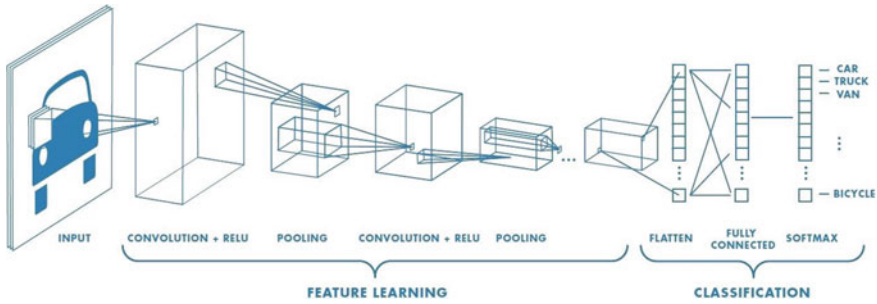 CAR
TRUCK
VAN
BICYCLE
INPUT
CONVOLUTION + RELU
POOLING
CONVOLUTION + RELU
POOLING
FLATTEN
FULLY
CONNECTED
SOFTMAX
FEATURE LEARNING
CLASSIFICATION